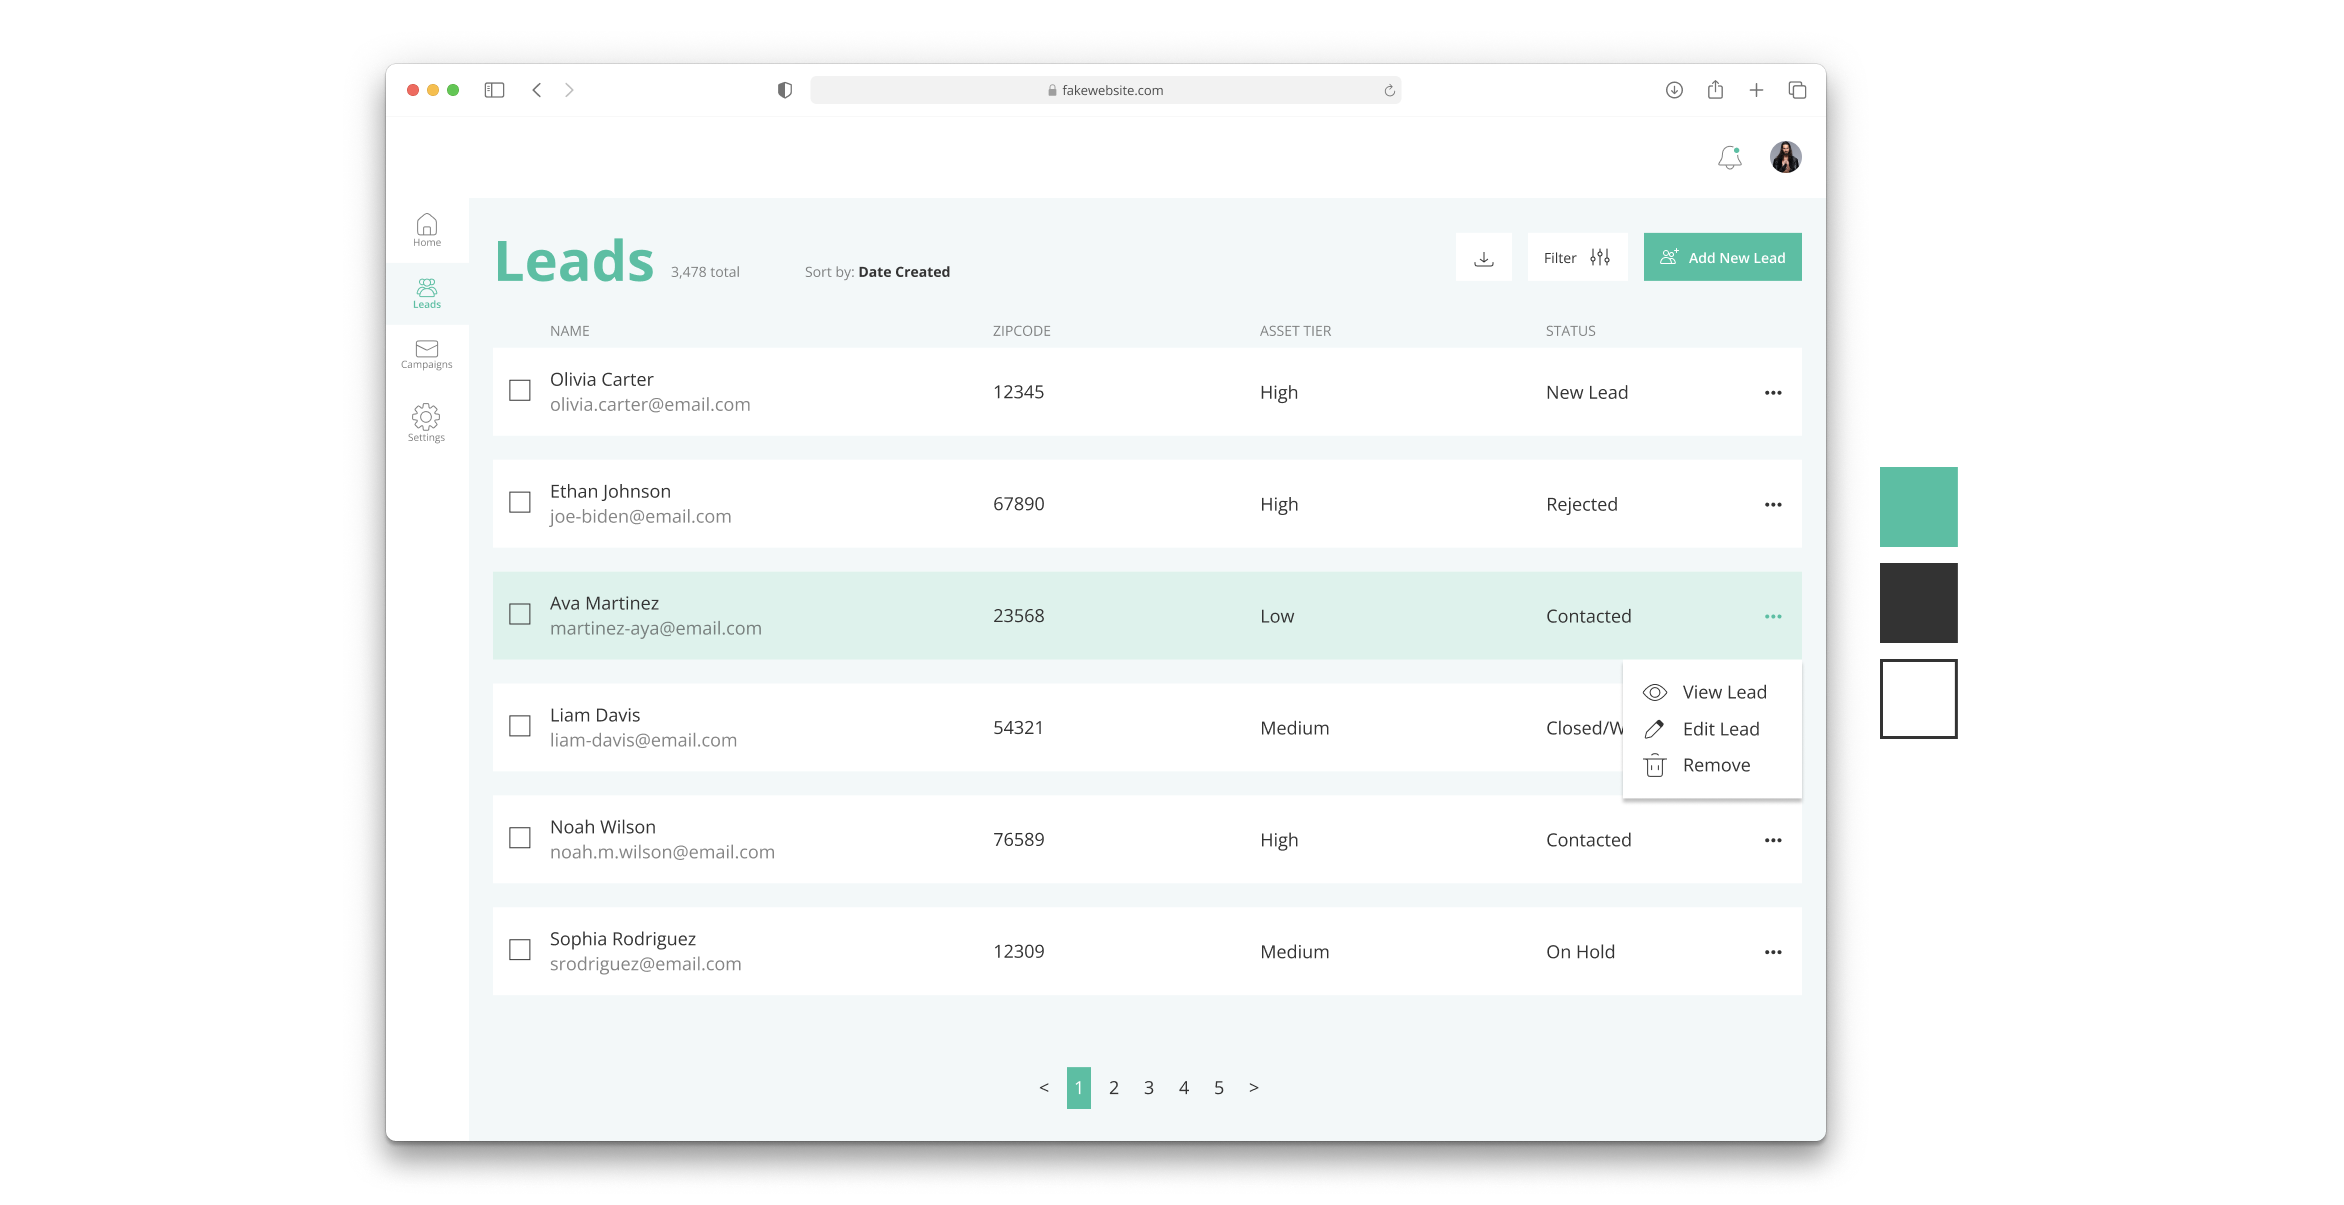 fakewebsite.com
Home
Leads
Campaigns
Settings
Leads 3,478 total Sort by: Date Created
Filter
Add New Lead
NAME ZIPCODE ASSET TIER STATUS
Olivia Carter
olivia.carter@email.com
12345 High New Lead
Ethan Johnson
joe-biden@email.com
67890 High Rejected
Ava Martinez
martinez-aya@email.com
23568 Low Contacted
View Lead
Edit Lead
Remove
Liam Davis
liam-davis@email.com
54321 Medium Closed/W
Noah Wilson
noah.m.wilson@email.com
76589 High Contacted
Sophia Rodriguez
srodriguez@email.com
12309 Medium On Hold
< 1 2 3 4 5 >